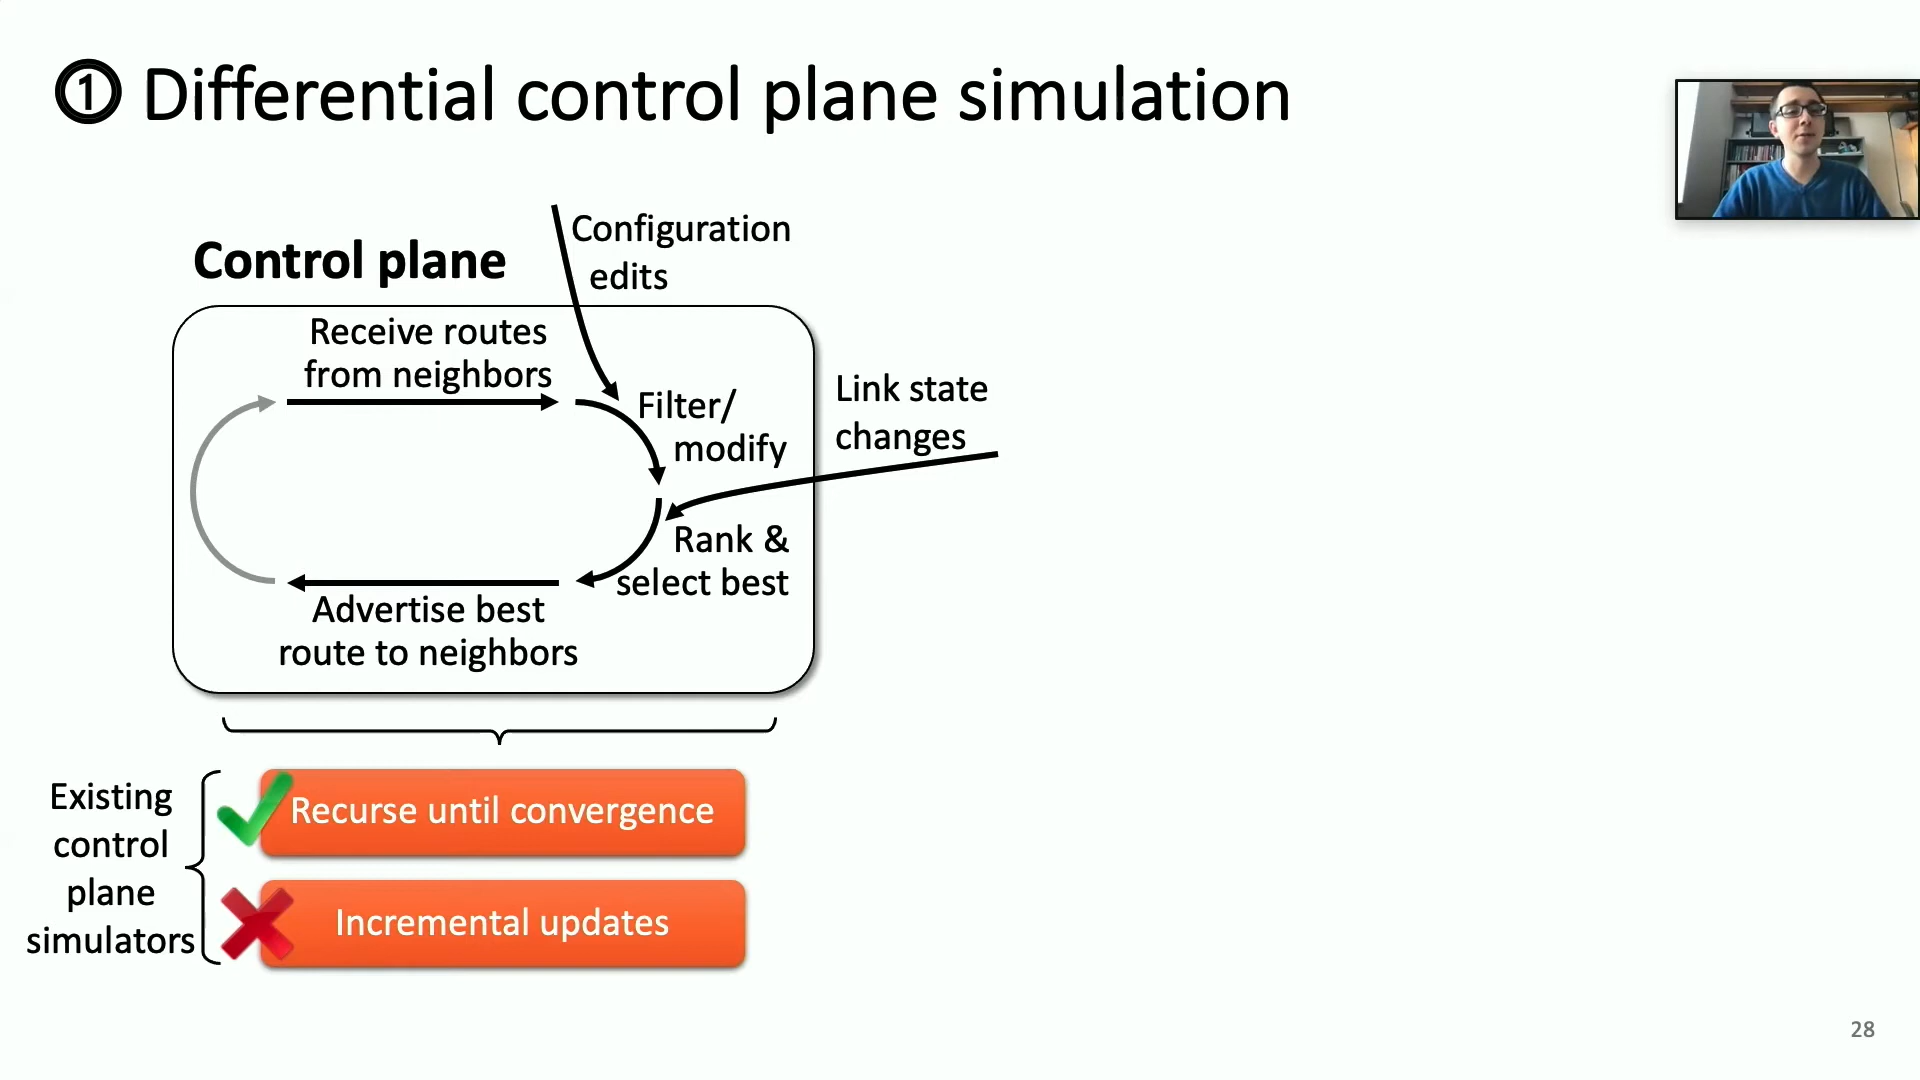 ① Differential control plane simulation
Configuration
edits
Control plane
Receive routes
from neighbors
Filter/
modify
Link state
changes
Rank &
select best
Advertise best
route to neighbors
Existing
control
plane
simulators
Recurse until convergence
Incremental updates
28